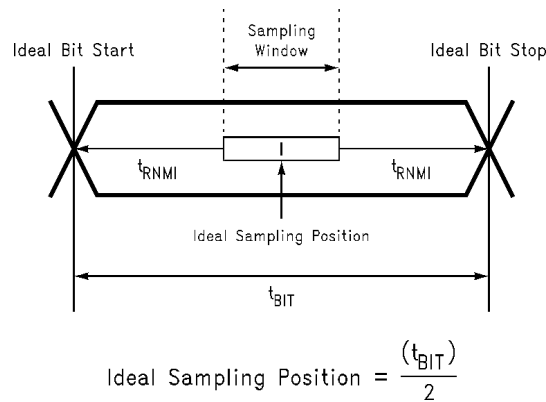 Sampling
Window
Ideal Bit Start
Ideal Bit Stop
tRNMI
tRNMI
Ideal Sampling Position
tBIT
Ideal Sampling Position = (tBIT)
2